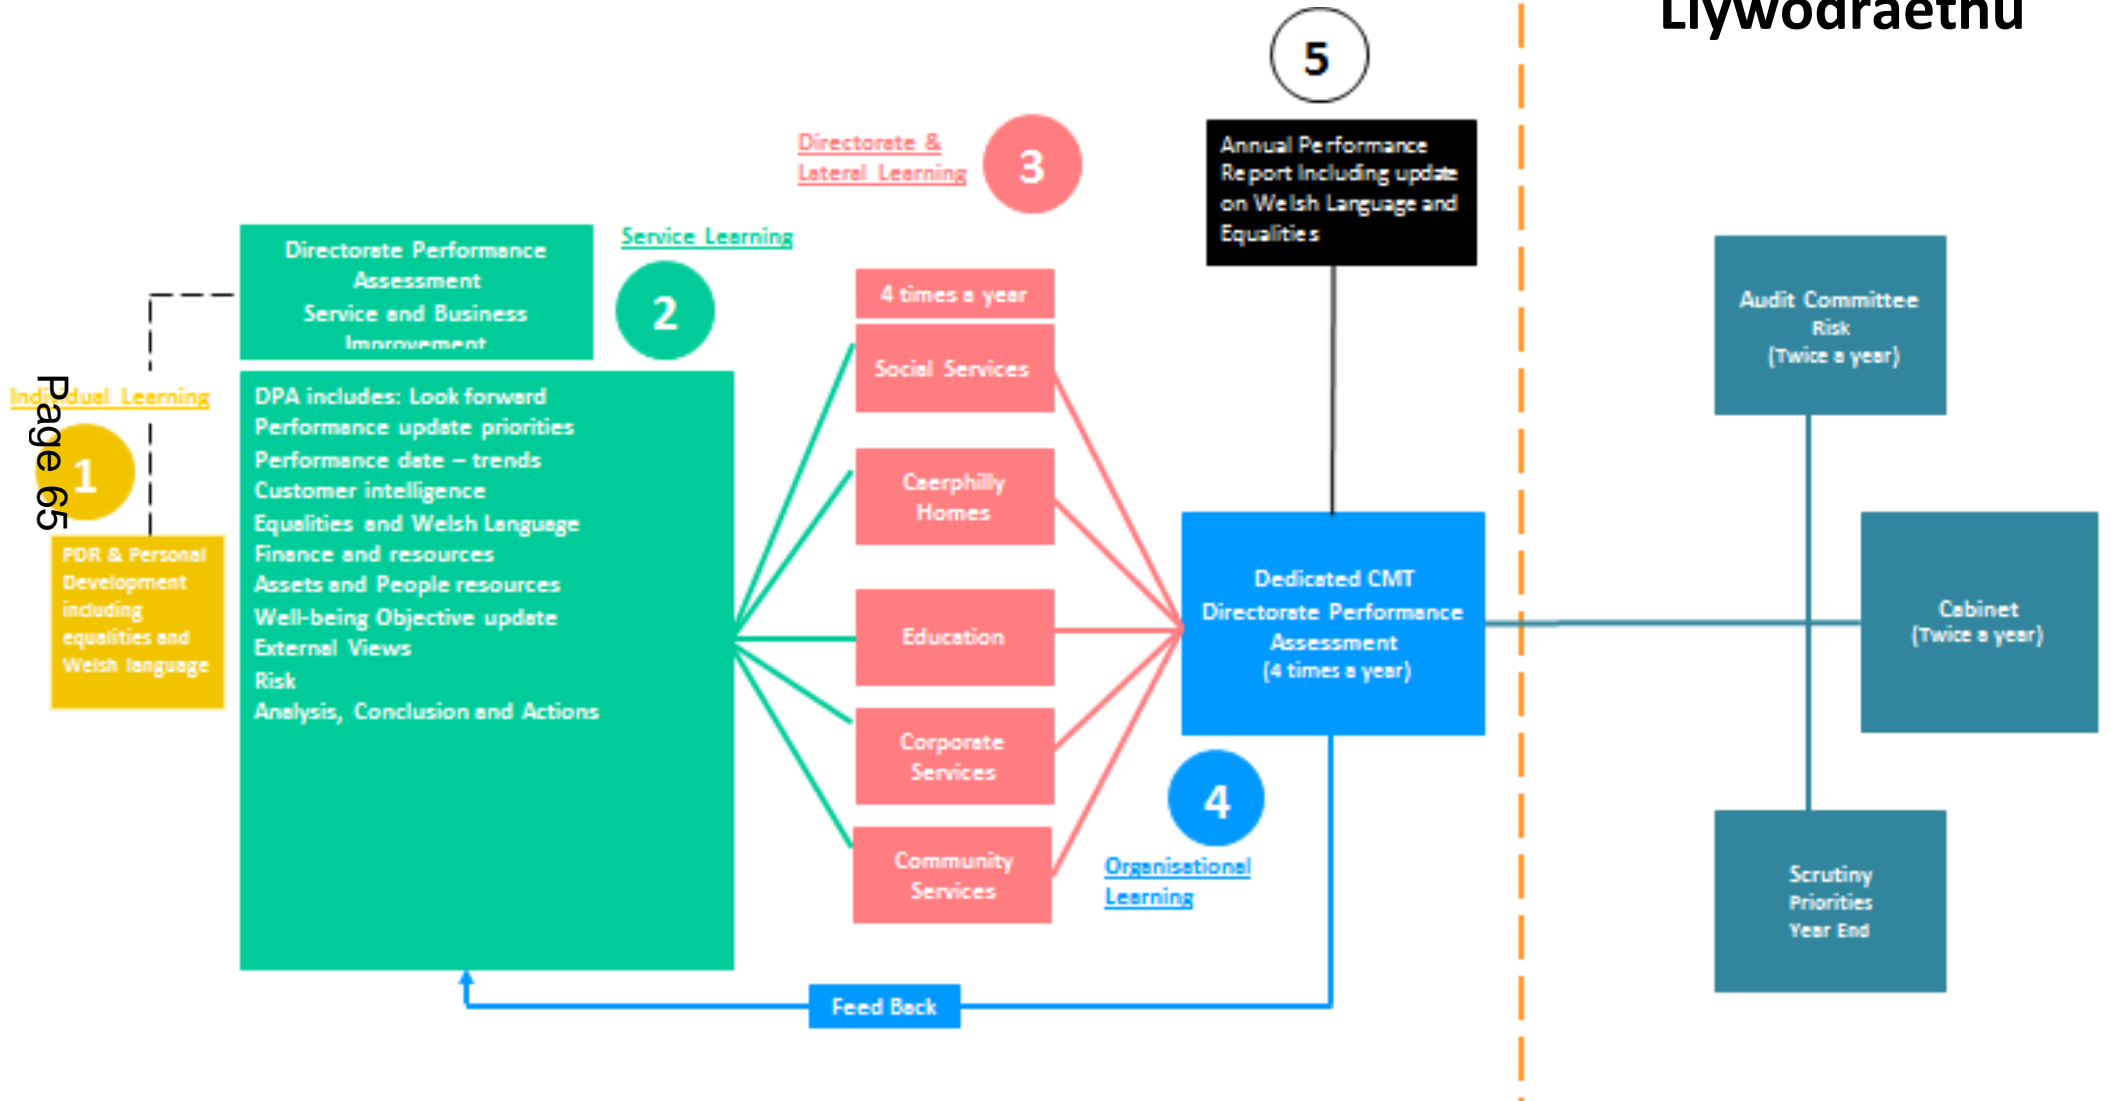 Llywodraethu
5
Annual Performance
Report Including update
on Welsh Language and
Equalities
Directorate &
Lateral Learning
3
Service Learning
2
Directorate Performance
Assessment
Service and Business
Improvement
Individual Learning
1
Page 65
PDR & Personal
Development
including
equalities and
Welsh language
DPA includes: Look forward
Performance update priorities
Performance date – trends
Customer intelligence
Equalities and Welsh Language
Finance and resources
Assets and People resources
Well-being Objective update
External Views
Risk
Analysis, Conclusion and Actions
4 times a year
Social Services
Caerphilly
Homes
Education
Corporate
Services
Community
Services
Dedicated CMT
Directorate Performance
Assessment
(4 times a year)
4
Organisational
Learning
Feed Back
Audit Committee
Risk
(Twice a year)
Cabinet
(Twice a year)
Scrutiny
Priorities
Year End